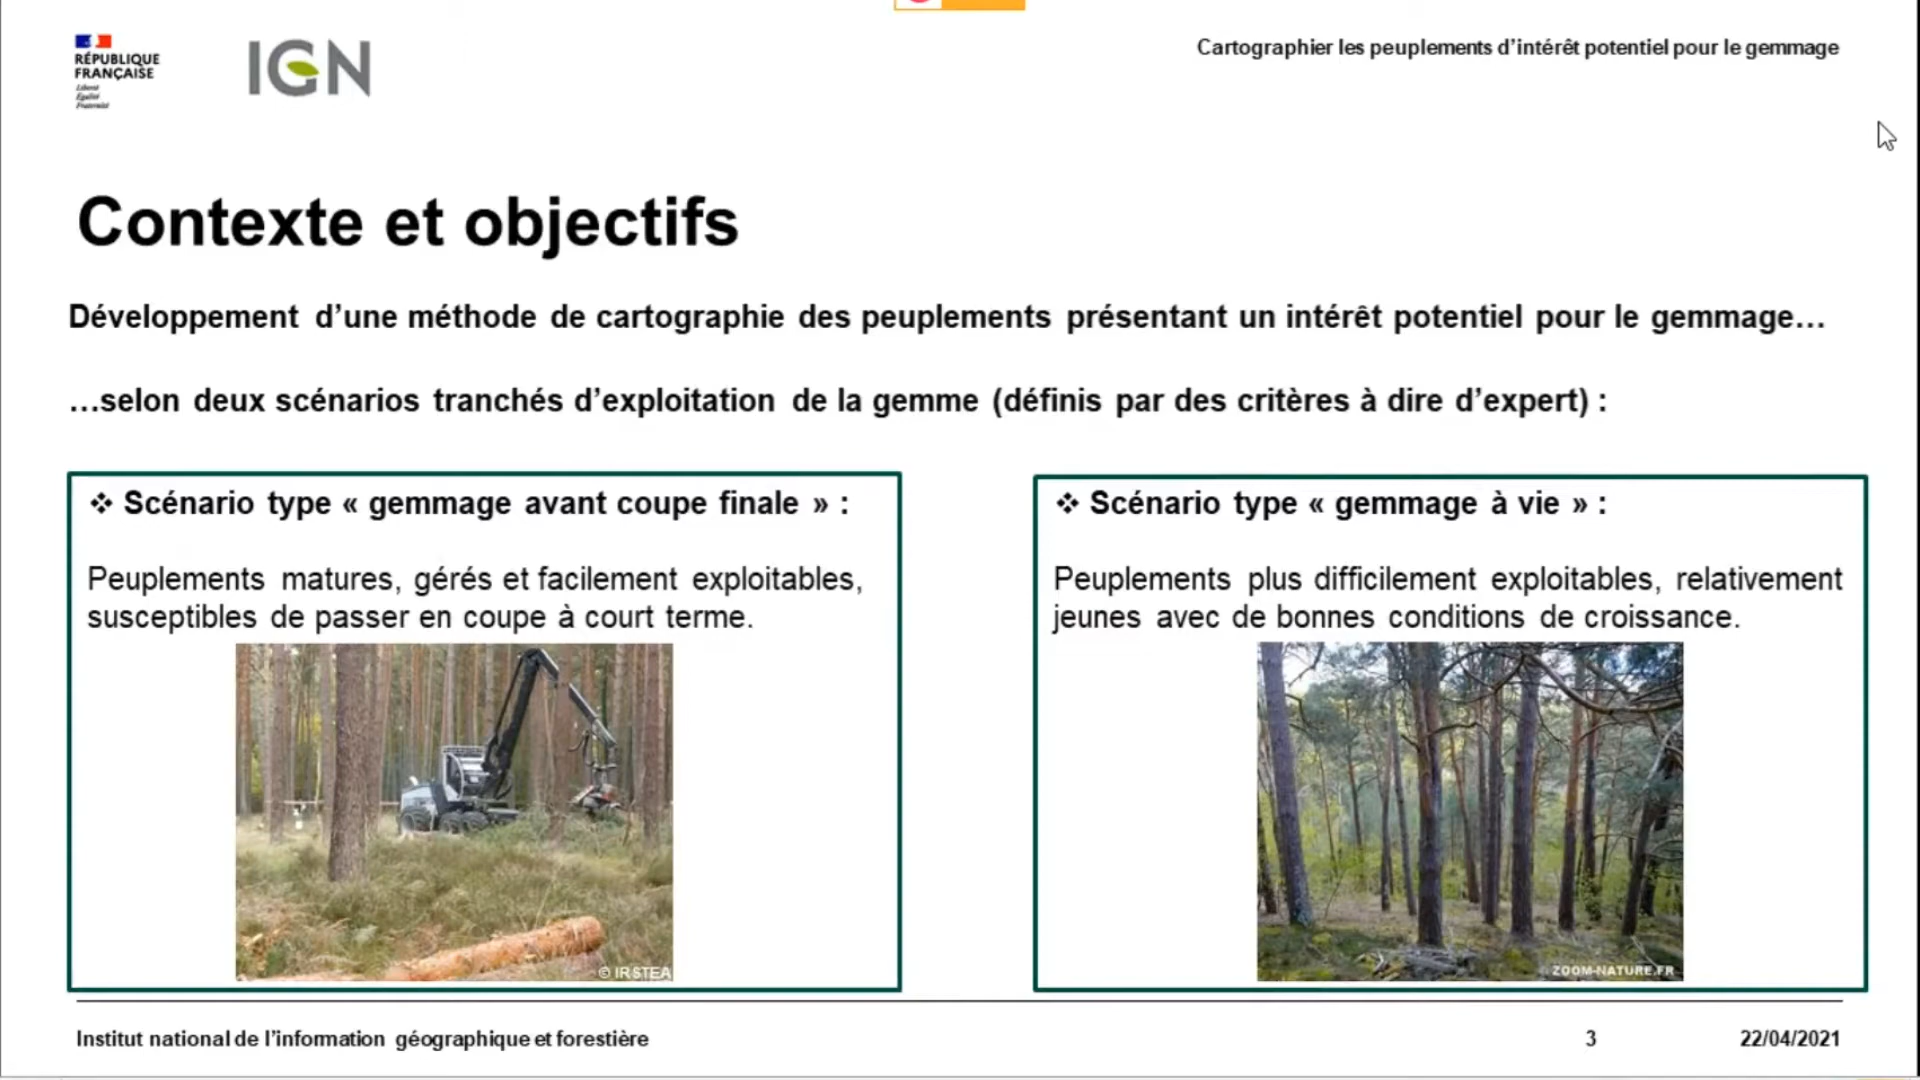 RÉPUBLIQUE
FRANÇAISE
Liberté
Égalité
Fraternité
IGN
Cartographier les peuplements d'intérêt potentiel pour le gemmage
Contexte et objectifs
Développement d'une méthode de cartographie des peuplements présentant un intérêt potentiel pour le gemmage…
…selon deux scénarios tranchés d'exploitation de la gemme (définis par des critères à dire d'expert) :
❖ Scénario type « gemmage avant coupe finale » :
Peuplements matures, gérés et facilement exploitables,
susceptibles de passer en coupe à court terme.
© IRSTEA
❖ Scénario type « gemmage à vie » :
Peuplements plus difficilement exploitables, relativement
jeunes avec de bonnes conditions de croissance.
ZOOM-NATURE.FR
Institut national de l'information géographique et forestière
3
22/04/2021